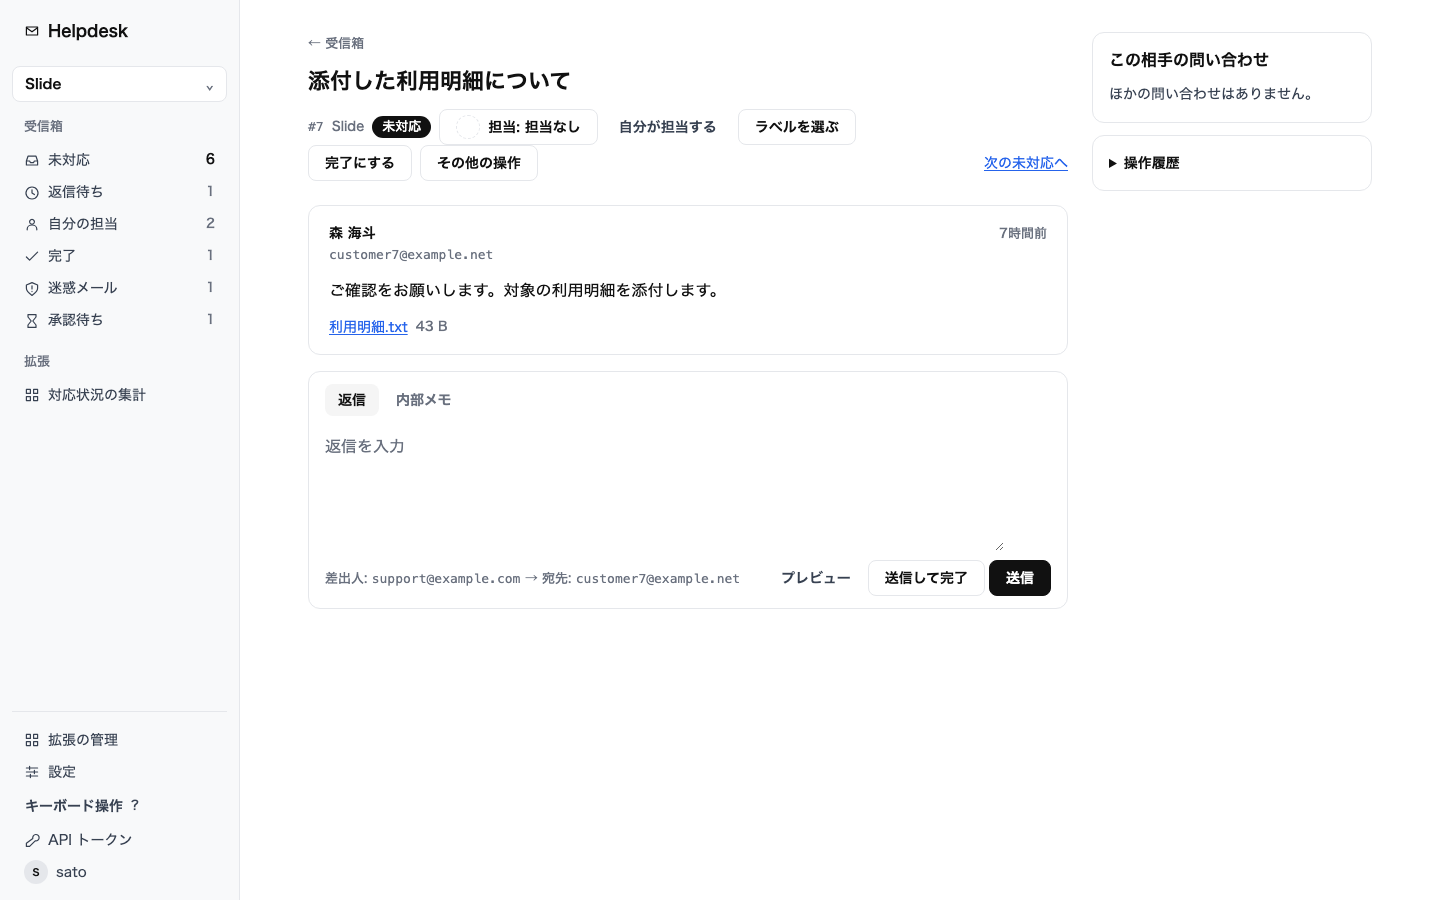 Helpdesk
Slide
受信箱
未対応 6
返信待ち 1
自分の担当 2
完了 1
迷惑メール 1
承認待ち 1
拡張
対応状況の集計
拡張の管理
設定
キーボード操作 ?
API トークン
S sato
← 受信箱
添付した利用明細について
#7 Slide 未対応 担当: 担当なし 自分が担当する ラベルを選ぶ
完了にする その他の操作 次の未対応へ
森 海斗 7時間前
customer7@example.net
ご確認をお願いします。対象の利用明細を添付します。
利用明細.txt 43 B
返信 内部メモ
返信を入力
差出人: support@example.com → 宛先: customer7@example.net プレビュー 送信して完了 送信
この相手の問い合わせ
ほかの問い合わせはありません。
▶ 操作履歴